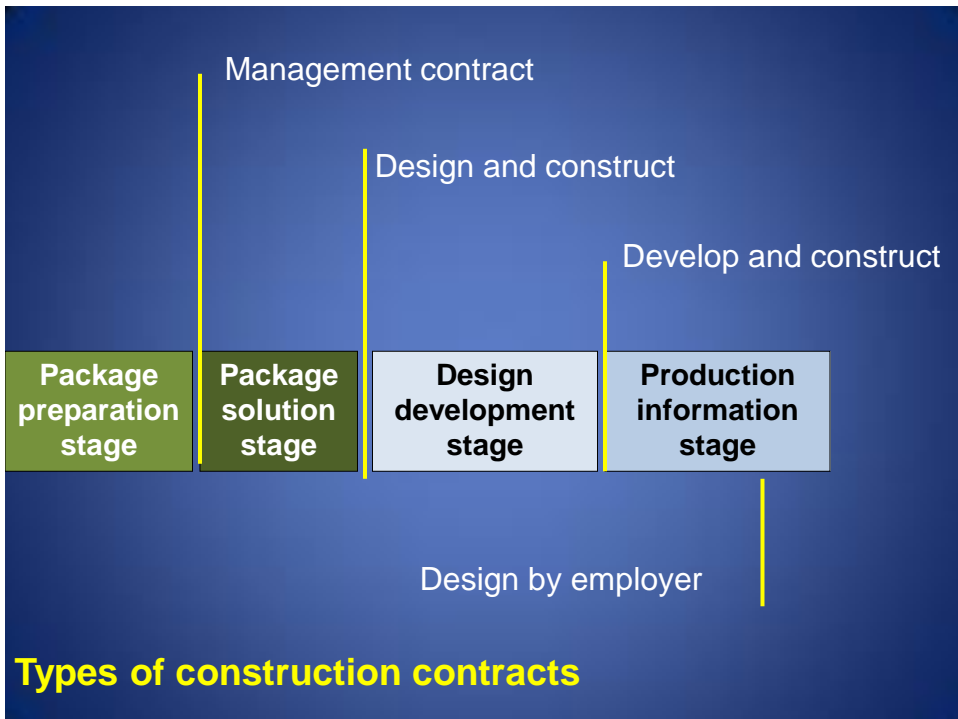 Management contract
Design and construct
Develop and construct
Package
preparation
stage
Package
solution
stage
Design
development
stage
Production
information
stage
Design by employer
Types of construction contracts